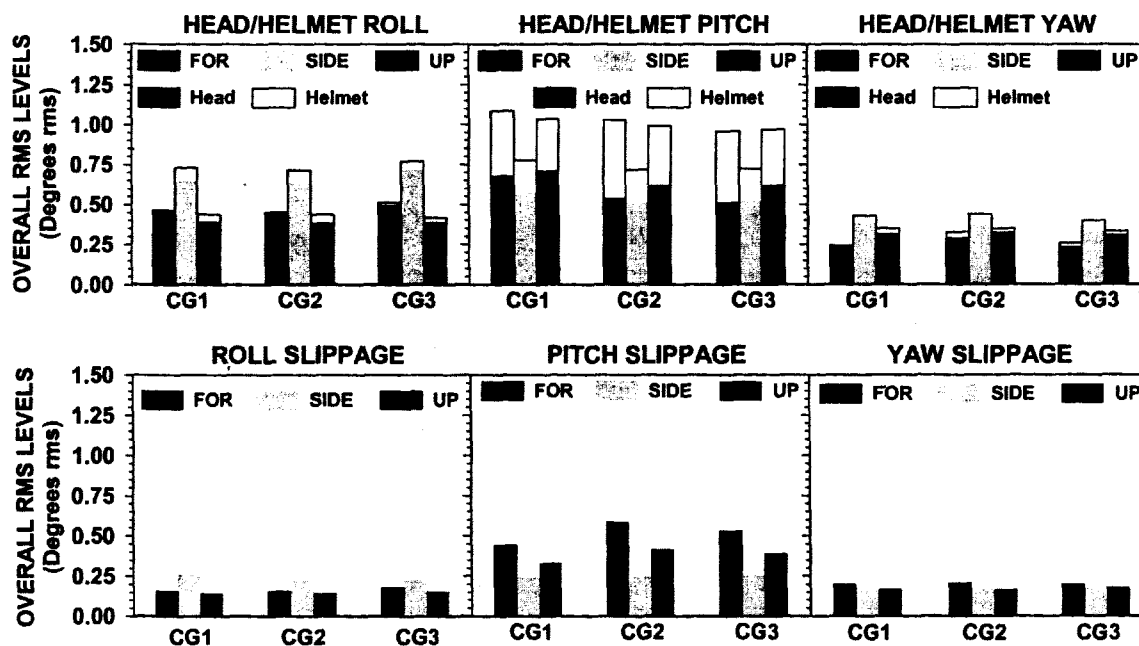 HEAD/HELMET ROLL HEAD/HELMET PITCH HEAD/HELMET YAW
OVERALL RMS LEVELS
(Degrees rms)
1.50
1.25
1.00
0.75
0.50
0.25
0.00
FOR SIDE UP
Head Helmet
CG1 CG2 CG3
FOR SIDE UP
Head Helmet
CG1 CG2 CG3
FOR SIDE UP
Head Helmet
CG1 CG2 CG3
ROLL SLIPPAGE PITCH SLIPPAGE YAW SLIPPAGE
OVERALL RMS LEVELS
(Degrees rms)
1.50
1.25
1.00
0.75
0.50
0.25
0.00
FOR SIDE UP
CG1 CG2 CG3
FOR SIDE UP
CG1 CG2 CG3
FOR SIDE UP
CG1 CG2 CG3